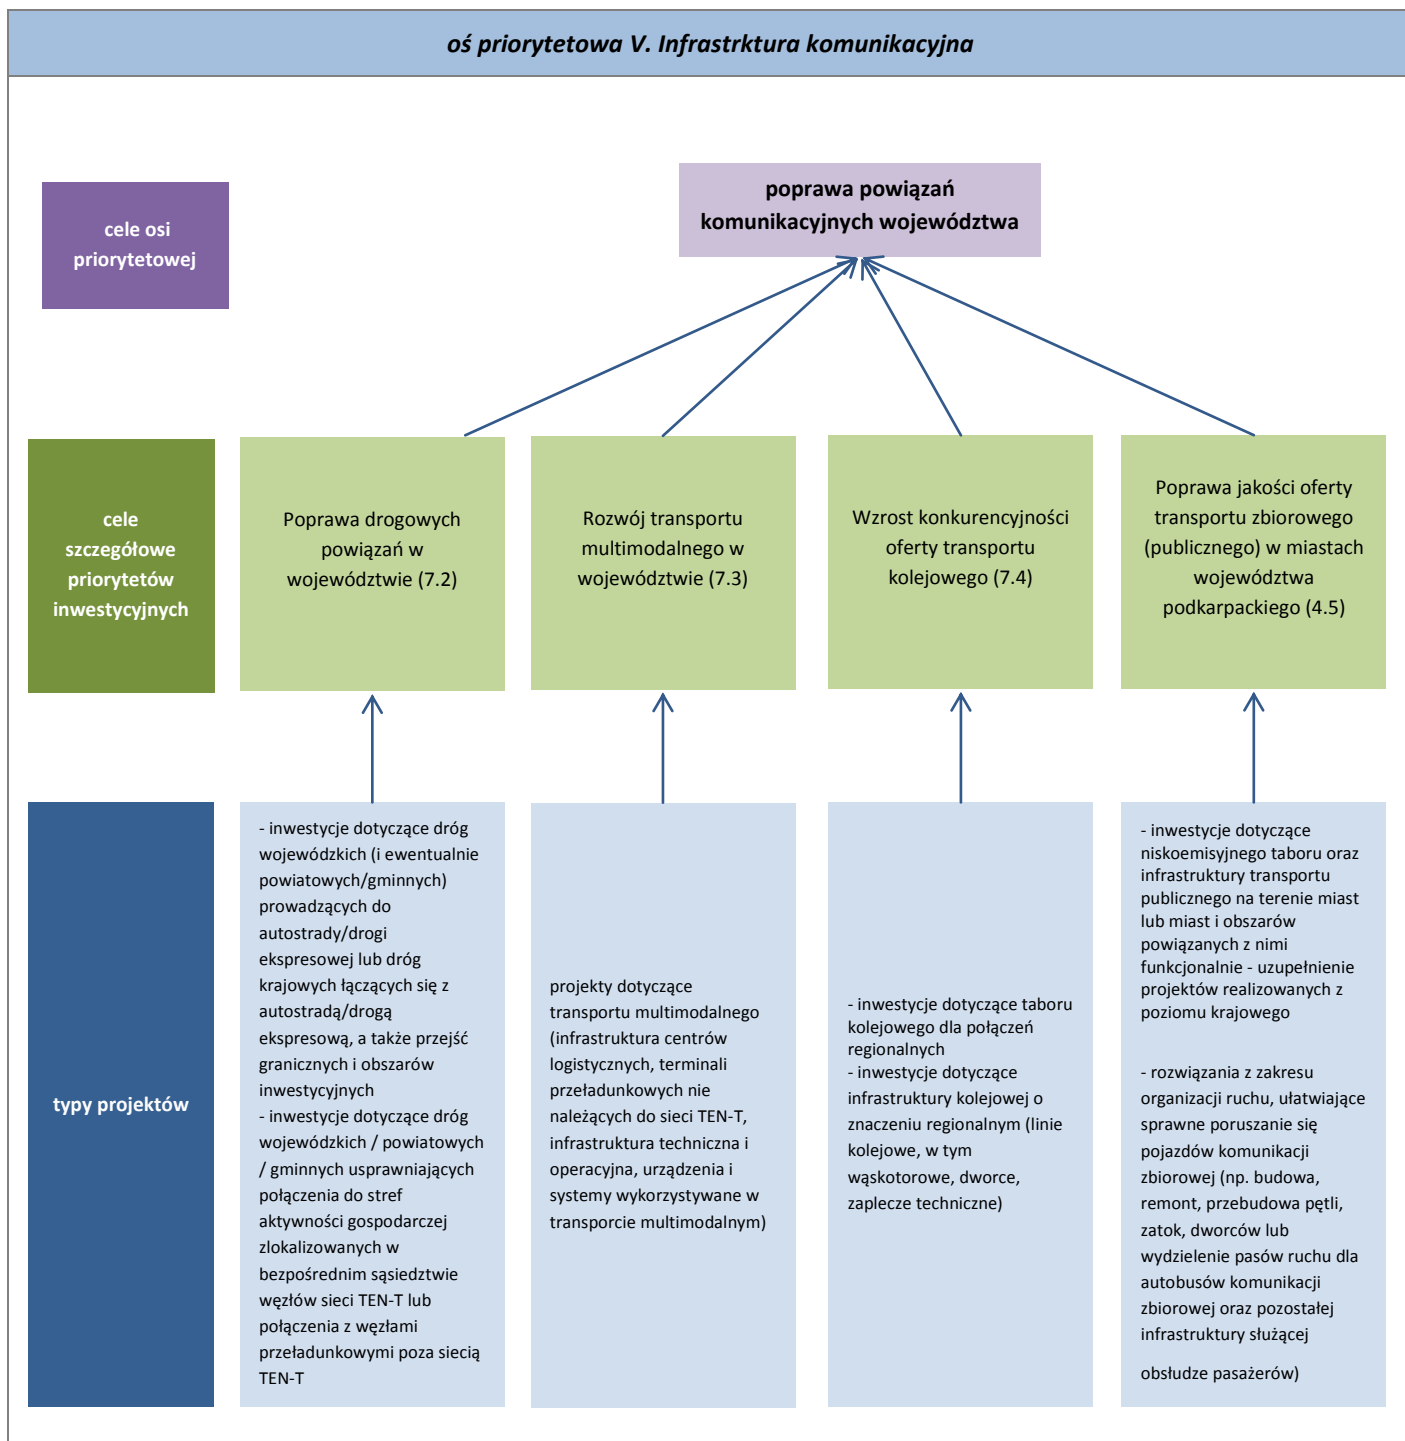 oś priorytetowa V. Infrastrktura komunikacyjna
cele osi
priorytetowej
poprawa powiązań
komunikacyjnych województwa
cele
szczegółowe
priorytetów
inwestycyjnych
Poprawa drogowych
powiązań w
województwie (7.2)
Rozwój transportu
multimodalnego w
województwie (7.3)
Wzrost konkurencyjności
oferty transportu
kolejowego (7.4)
Poprawa jakości oferty
transportu zbiorowego
(publicznego) w miastach
województwa
podkarpackiego (4.5)
typy projektów
- inwestycje dotyczące dróg
wojewódzkich (i ewentualnie
powiatowych/gminnych)
prowadzących do
autostrady/drogi
ekspresowej lub dróg
krajowych łączących się z
autostradą/drogą
ekspresową, a także przejść
granicznych i obszarów
inwestycyjnych
- inwestycje dotyczące dróg
wojewódzkich / powiatowych
/ gminnych usprawniających
połączenia do stref
aktywności gospodarczej
zlokalizowanych w
bezpośrednim sąsiedztwie
węzłów sieci TEN-T lub
połączenia z węzłami
przeładunkowymi poza siecią
TEN-T
projekty dotyczące
transportu multimodalnego
(infrastruktura centrów
logistycznych, terminali
przeładunkowych nie
należących do sieci TEN-T,
infrastruktura techniczna i
operacyjna, urządzenia i
systemy wykorzystywane w
transporcie multimodalnym)
- inwestycje dotyczące taboru
kolejowego dla połączeń
regionalnych
- inwestycje dotyczące
infrastruktury kolejowej o
znaczeniu regionalnym (linie
kolejowe, w tym
wąskotorowe, dworce,
zaplecze techniczne)
- inwestycje dotyczące
niskoemisyjnego taboru oraz
infrastruktury transportu
publicznego na terenie miast
lub miast i obszarów
powiązanych z nimi
funkcjonalnie - uzupełnienie
projektów realizowanych z
poziomu krajowego
- rozwiązania z zakresu
organizacji ruchu, ułatwiające
sprawne poruszanie się
pojazdów komunikacji
zbiorowej (np. budowa,
remont, przebudowa pętli,
zatok, dworców lub
wydzielenie pasów ruchu dla
autobusów komunikacji
zbiorowej oraz pozostałej
infrastruktury służącej
obsłudze pasażerów)